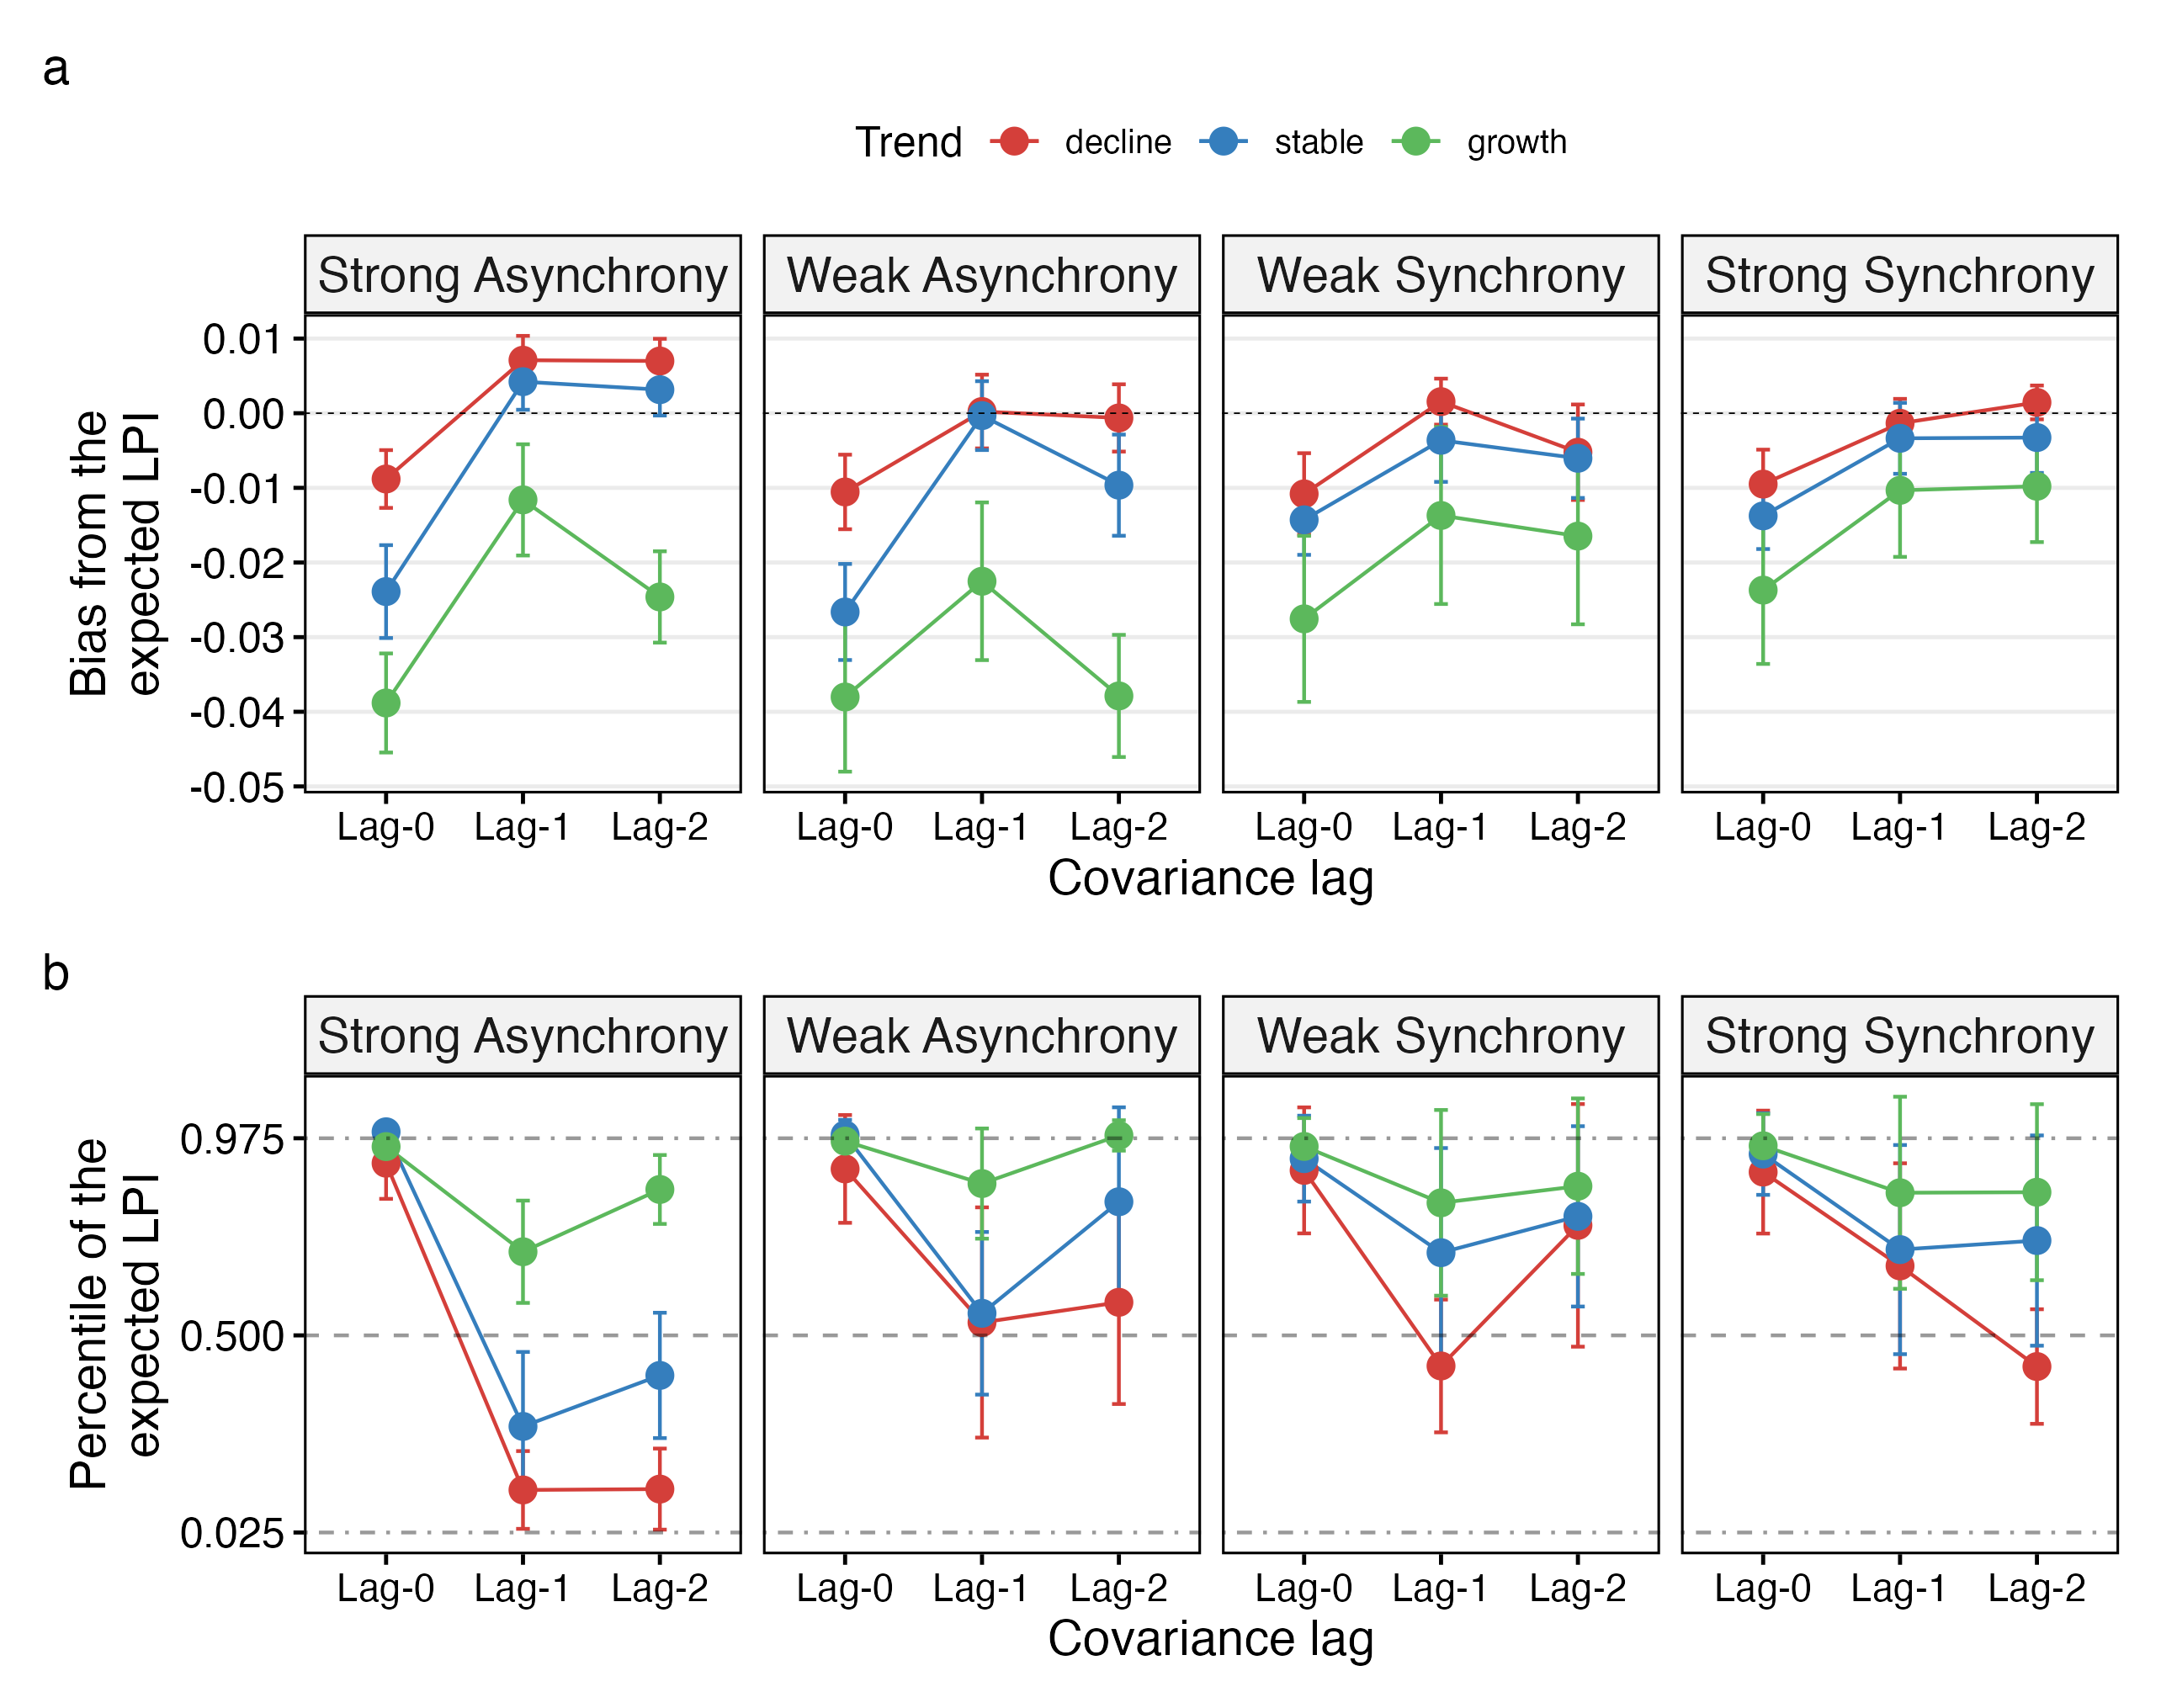 a
Trend decline stable growth
Strong Asynchrony Weak Asynchrony Weak Synchrony Strong Synchrony
Bias from the
expected LPI
0.01
0.00
-0.01
-0.02
-0.03
-0.04
-0.05
Lag-0 Lag-1 Lag-2 Lag-0 Lag-1 Lag-2 Lag-0 Lag-1 Lag-2 Lag-0 Lag-1 Lag-2
Covariance lag
b
Strong Asynchrony Weak Asynchrony Weak Synchrony Strong Synchrony
Percentile of the
expected LPI
0.975
0.500
0.025
Lag-0 Lag-1 Lag-2 Lag-0 Lag-1 Lag-2 Lag-0 Lag-1 Lag-2 Lag-0 Lag-1 Lag-2
Covariance lag